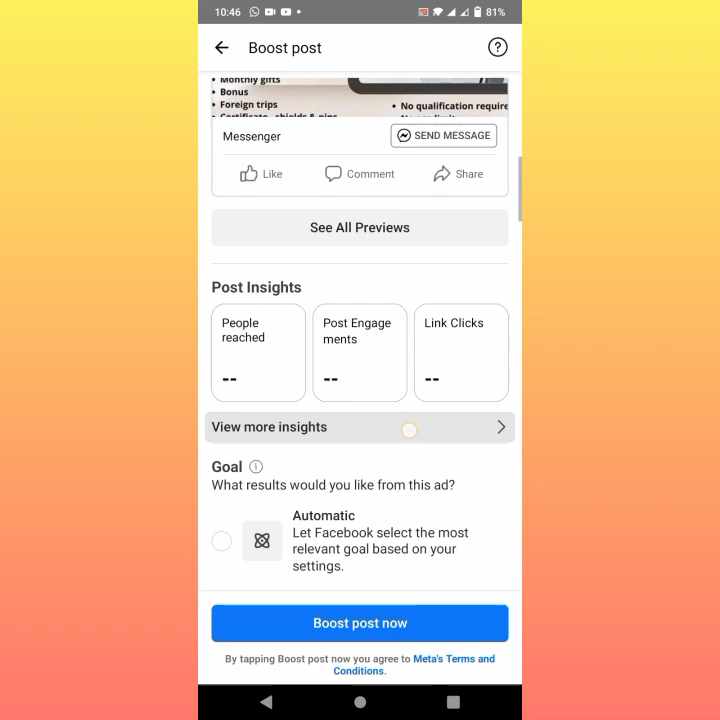 10:46
81%
Boost post
Monthly gifts
• Bonus
• Foreign trips
• No qualification require
Messenger
SEND MESSAGE
Like
Comment
Share
See All Previews
Post Insights
People
reached
--
Post Engage
ments
--
Link Clicks
--
View more insights
Goal
What results would you like from this ad?
Automatic
Let Facebook select the most
relevant goal based on your
settings.
Boost post now
By tapping Boost post now you agree to Meta's Terms and
Conditions.